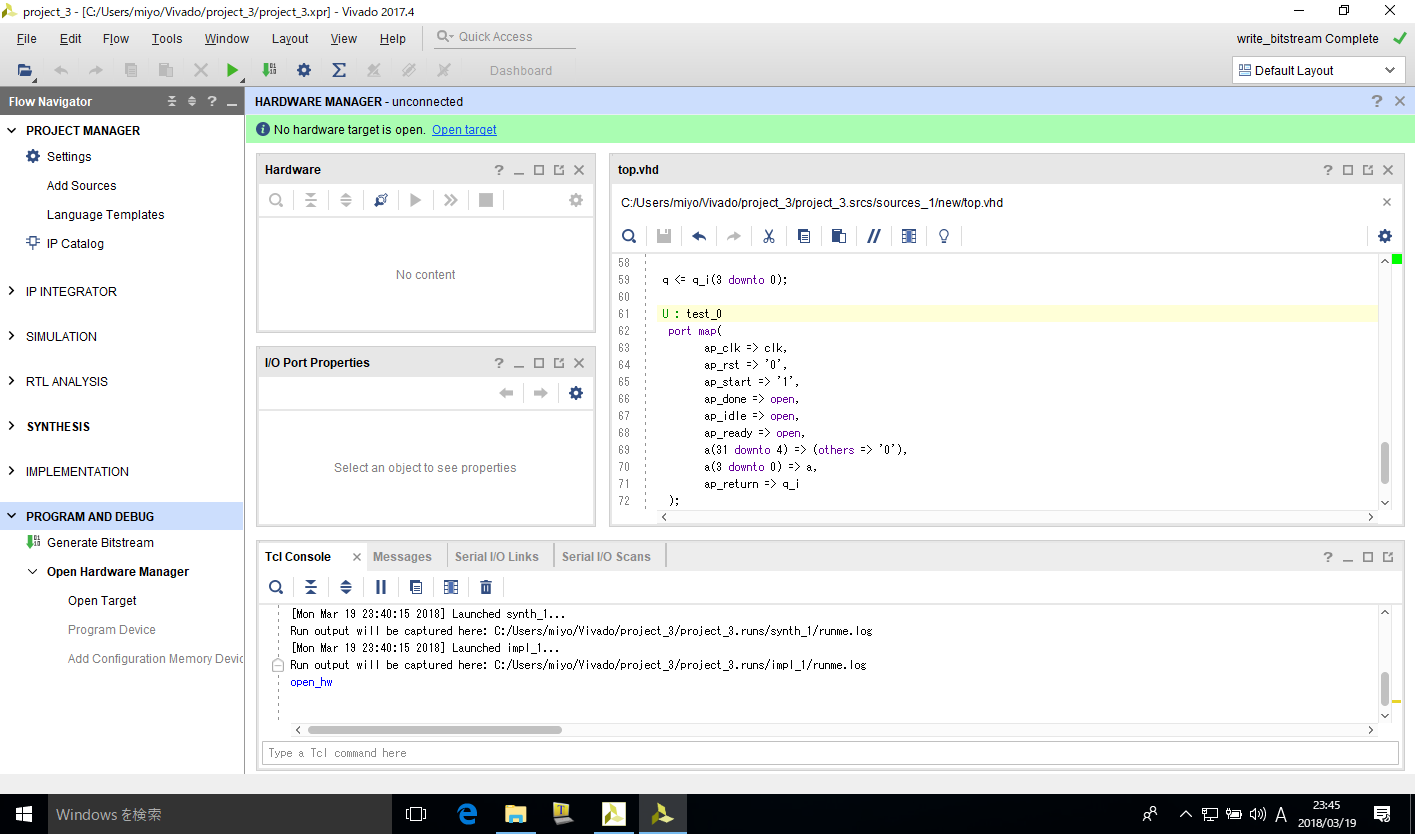 project_3 - [C:/Users/miyo/Vivado/project_3/project_3.xpr] - Vivado 2017.4
File Edit Flow Tools Window Layout View Help Quick Access
write_bitstream Complete
Dashboard
Default Layout
Flow Navigator
PROJECT MANAGER
Settings
Add Sources
Language Templates
IP Catalog
IP INTEGRATOR
SIMULATION
RTL ANALYSIS
SYNTHESIS
IMPLEMENTATION
PROGRAM AND DEBUG
Generate Bitstream
Open Hardware Manager
Open Target
Program Device
Add Configuration Memory Devic
HARDWARE MANAGER - unconnected
No hardware target is open. Open target
Hardware
No content
I/O Port Properties
Select an object to see properties
top.vhd
C:/Users/miyo/Vivado/project_3/project_3.srcs/sources_1/new/top.vhd
58
59 q <= q_i(3 downto 0);
60
61 U : test_0
62 port map(
63 ap_clk => clk,
64 ap_rst => '0',
65 ap_start => '1',
66 ap_done => open,
67 ap_idle => open,
68 ap_ready => open,
69 a(31 downto 4) => (others => '0'),
70 a(3 downto 0) => a,
71 ap_return => q_i
72 );
Tcl Console Messages Serial I/O Links Serial I/O Scans
[Mon Mar 19 23:40:15 2018] Launched synth_1...
Run output will be captured here: C:/Users/miyo/Vivado/project_3/project_3.runs/synth_1/runme.log
[Mon Mar 19 23:40:15 2018] Launched impl_1...
Run output will be captured here: C:/Users/miyo/Vivado/project_3/project_3.runs/impl_1/runme.log
open_hw
Type a Tcl command here
Windows を検索
A
23:45
2018/03/19